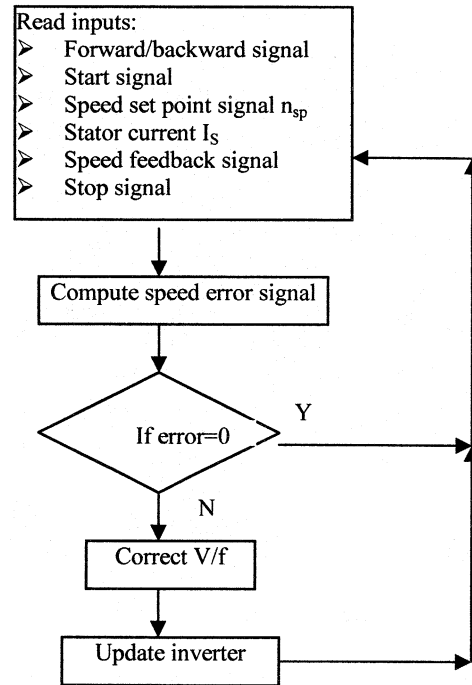 Read inputs:
➢ Forward/backward signal
➢ Start signal
➢ Speed set point signal nsp
➢ Stator current IS
➢ Speed feedback signal
➢ Stop signal
Compute speed error signal
If error=0
Y
N
Correct V/f
Update inverter